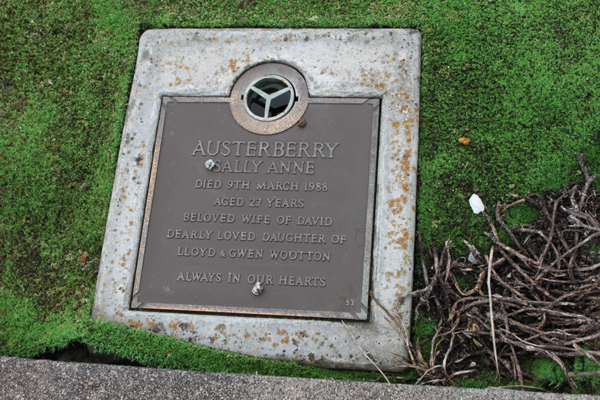 AUSTERBERRY
SALLY ANNE
DIED 9TH MARCH 1988
AGED 27 YEARS
BELOVED WIFE OF DAVID
DEARLY LOVED DAUGHTER OF
LLOYD & GWEN WOOTTON
ALWAYS IN OUR HEARTS
53